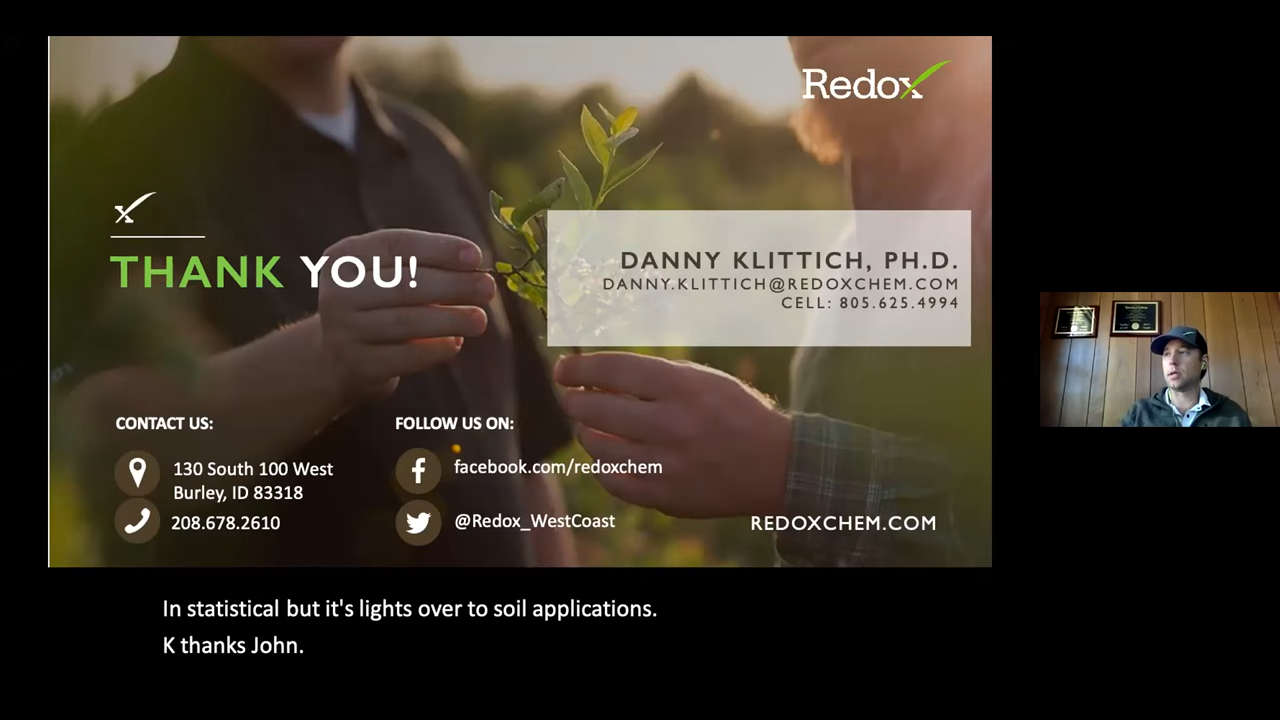 Redox
THANK YOU!
DANNY KLITTICH, PH.D.
DANNY.KLITTICH@REDOXCHEM.COM
CELL: 805.625.4994
CONTACT US:
130 South 100 West
Burley, ID 83318
208.678.2610
FOLLOW US ON:
facebook.com/redoxchem
@Redox_WestCoast
REDOXCHEM.COM
In statistical but it's lights over to soil applications.
K thanks John.